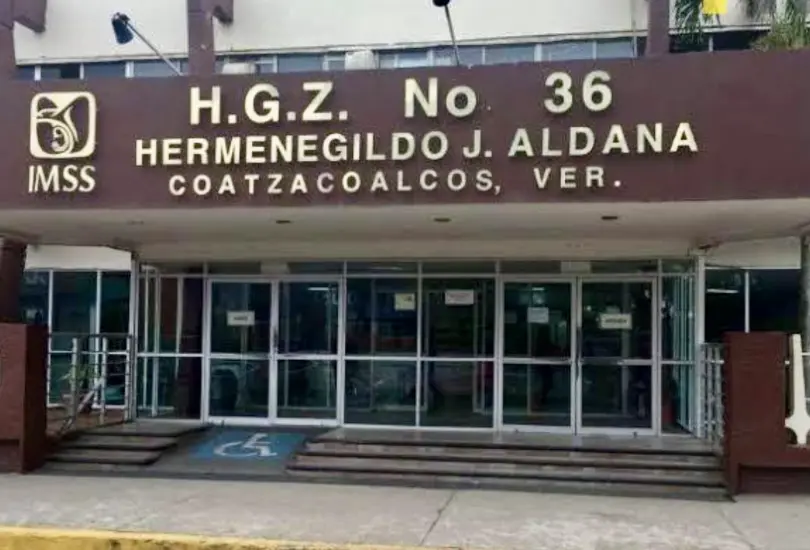 H.G.Z. No. 36
HERMENEGILDO J. ALDANA
COATZACOALCOS, VER.
IMSS